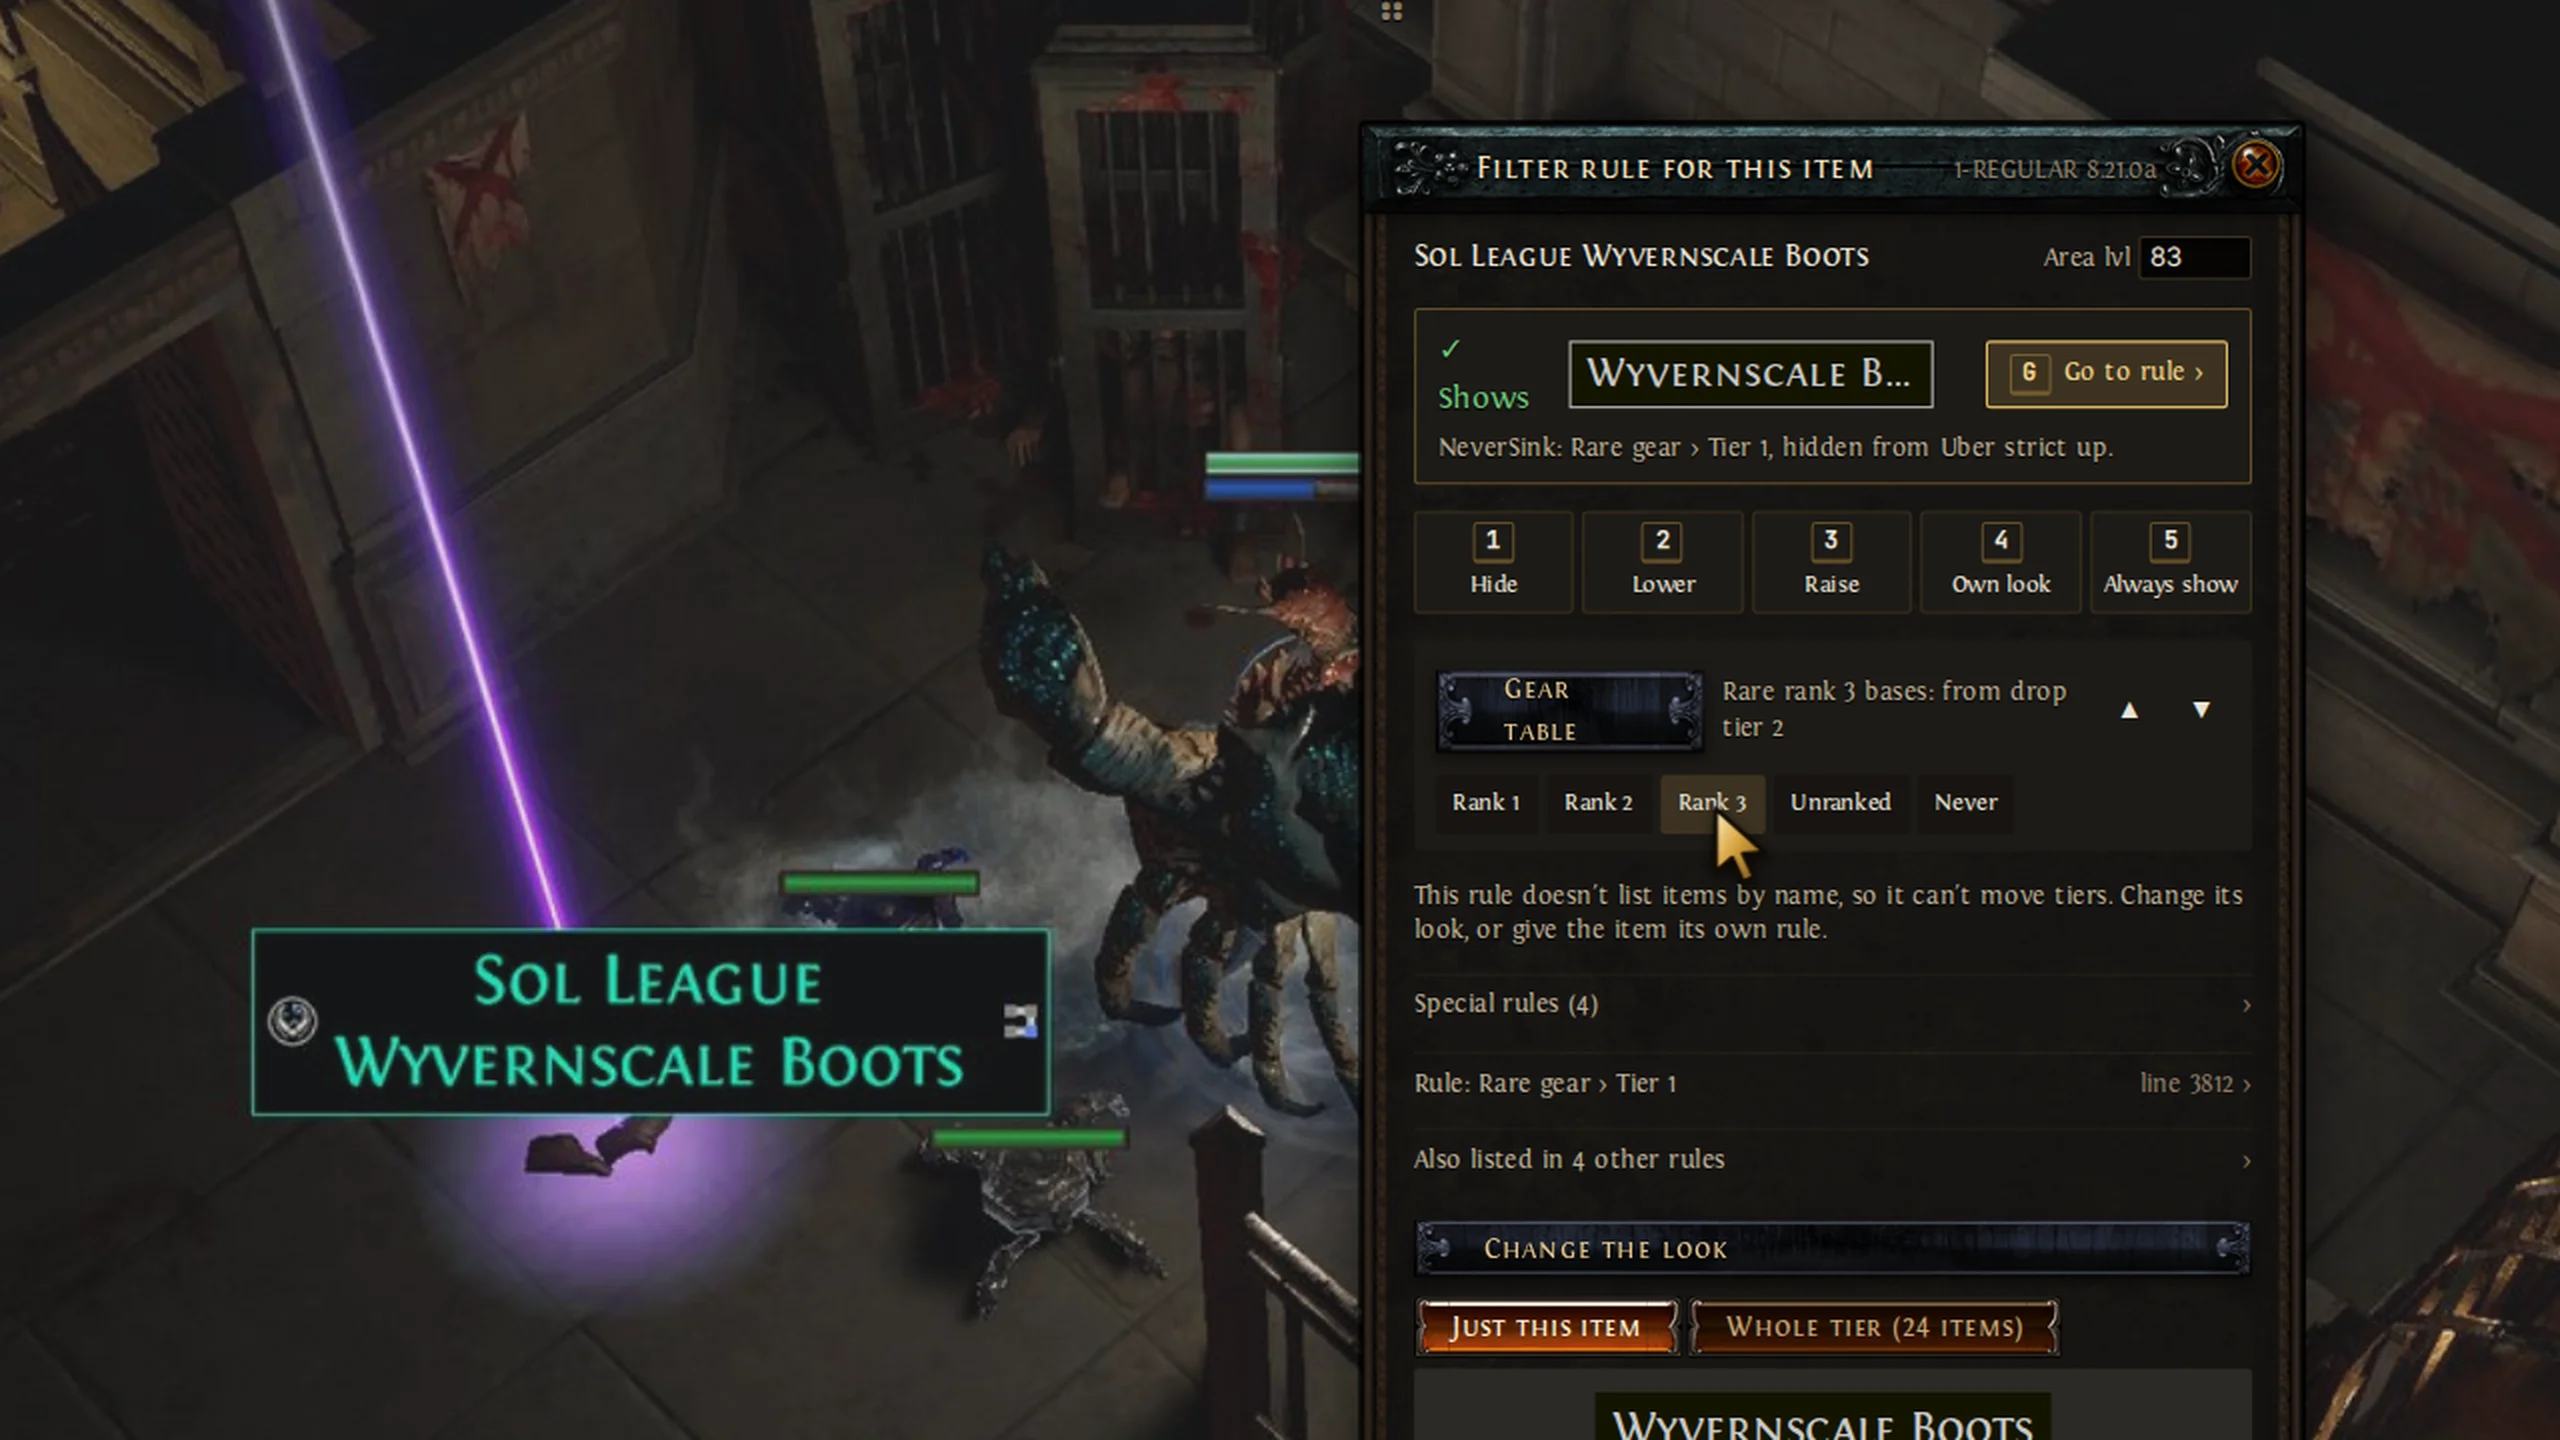 FILTER RULE FOR THIS ITEM
1-REGULAR 8.21.0a
SOL LEAGUE WYVERNSCALE BOOTS
Area lvl 83
✓
Shows
WYVERNSCALE B...
6 Go to rule ›
NeverSink: Rare gear › Tier 1, hidden from Uber strict up.
1
Hide
2
Lower
3
Raise
4
Own look
5
Always show
GEAR
TABLE
Rare rank 3 bases: from drop
tier 2
▲ ▼
Rank 1
Rank 2
Rank 3
Unranked
Never
This rule doesn't list items by name, so it can't move tiers. Change its
look, or give the item its own rule.
Special rules (4) ›
Rule: Rare gear › Tier 1
line 3812 ›
Also listed in 4 other rules ›
CHANGE THE LOOK
JUST THIS ITEM
WHOLE TIER (24 ITEMS)
WYVERNSCALE BOOTS
SOL LEAGUE
WYVERNSCALE BOOTS